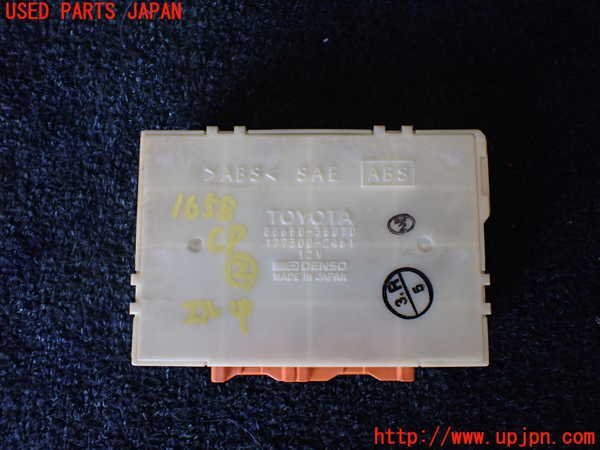 USED PARTS JAPAN
>ABS< SAE ABS
1658
TOYOTA
CP
②
12V
DENSO
MADE IN JAPAN
3.R
5
http://www.upjpn.com